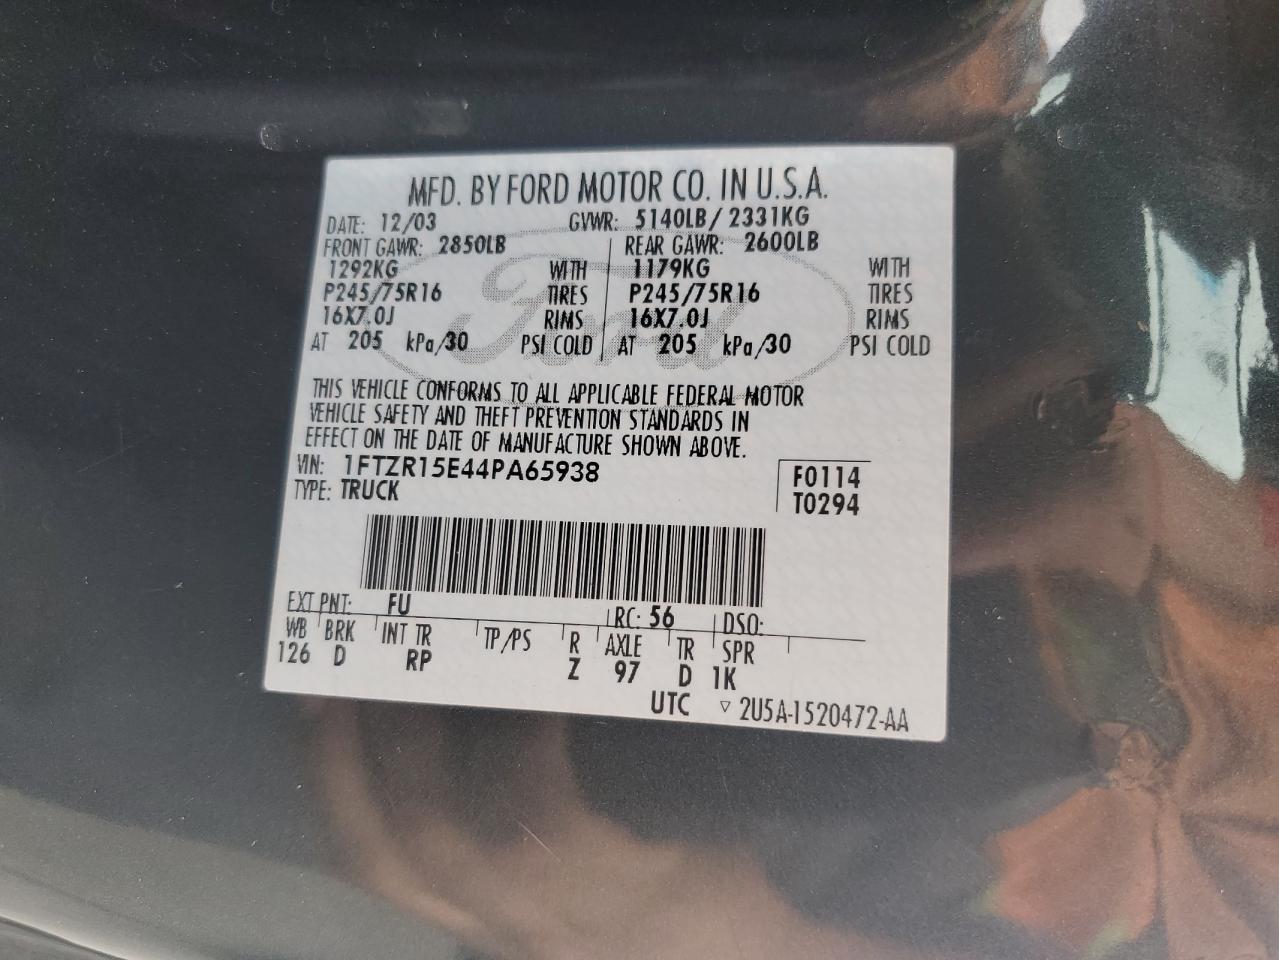 MFD. BY FORD MOTOR CO. IN U.S.A.
DATE: 12/03 GVWR: 5140LB/ 2331KG
FRONT GAWR: 2850LB REAR GAWR: 2600LB
1292KG WITH 1179KG WITH
P245/75R16 TIRES P245/75R16 TIRES
16X7.0J RIMS 16X7.0J RIMS
AT 205 kPa/30 PSI COLD AT 205 kPa/30 PSI COLD
Ford
THIS VEHICLE CONFORMS TO ALL APPLICABLE FEDERAL MOTOR
VEHICLE SAFETY AND THEFT PREVENTION STANDARDS IN
EFFECT ON THE DATE OF MANUFACTURE SHOWN ABOVE.
VIN: 1FTZR15E44PA65938 F0114
TYPE: TRUCK T0294
EXT PNT: FU RC: 56 DSO:
WB BRK INT TR TP/PS R AXLE TR SPR
126 D RP Z 97 D 1K
UTC ▽ 2U5A-1520472-AA